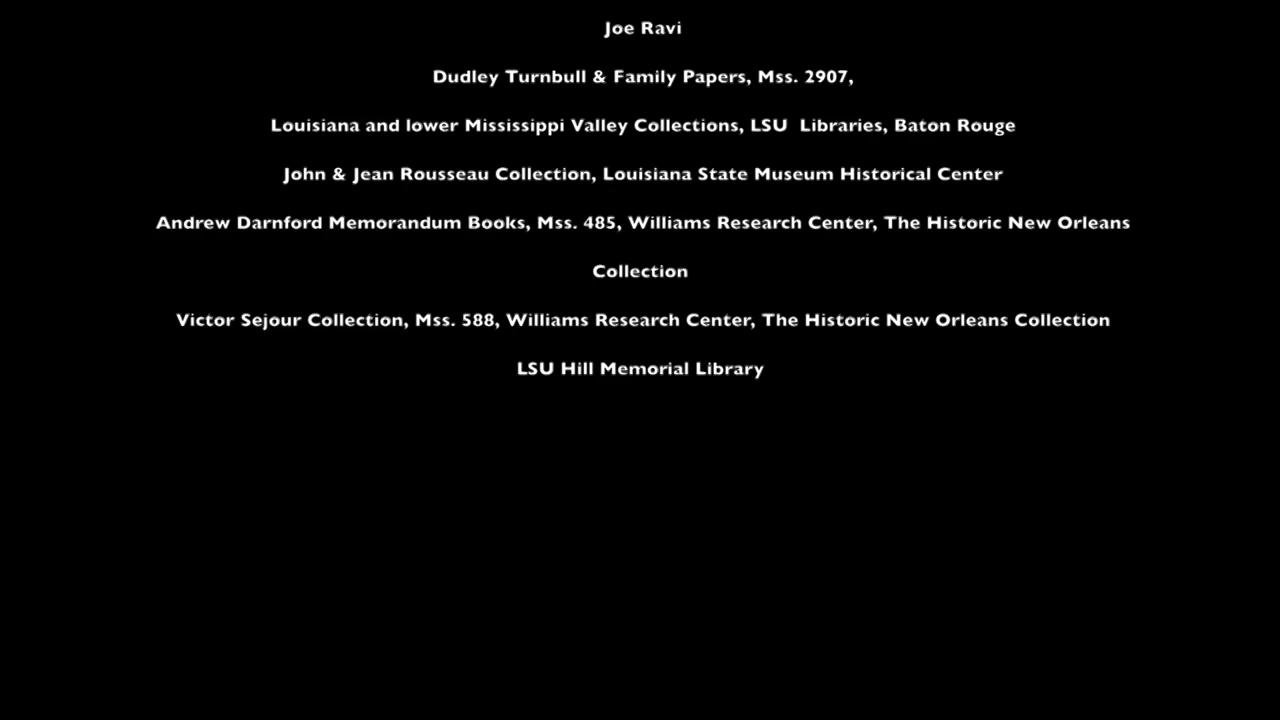 Joe Ravi
Dudley Turnbull & Family Papers, Mss. 2907,
Louisiana and lower Mississippi Valley Collections, LSU  Libraries, Baton Rouge
John & Jean Rousseau Collection, Louisiana State Museum Historical Center
Andrew Darnford Memorandum Books, Mss. 485, Williams Research Center, The Historic New Orleans
Collection
Victor Sejour Collection, Mss. 588, Williams Research Center, The Historic New Orleans Collection
LSU Hill Memorial Library